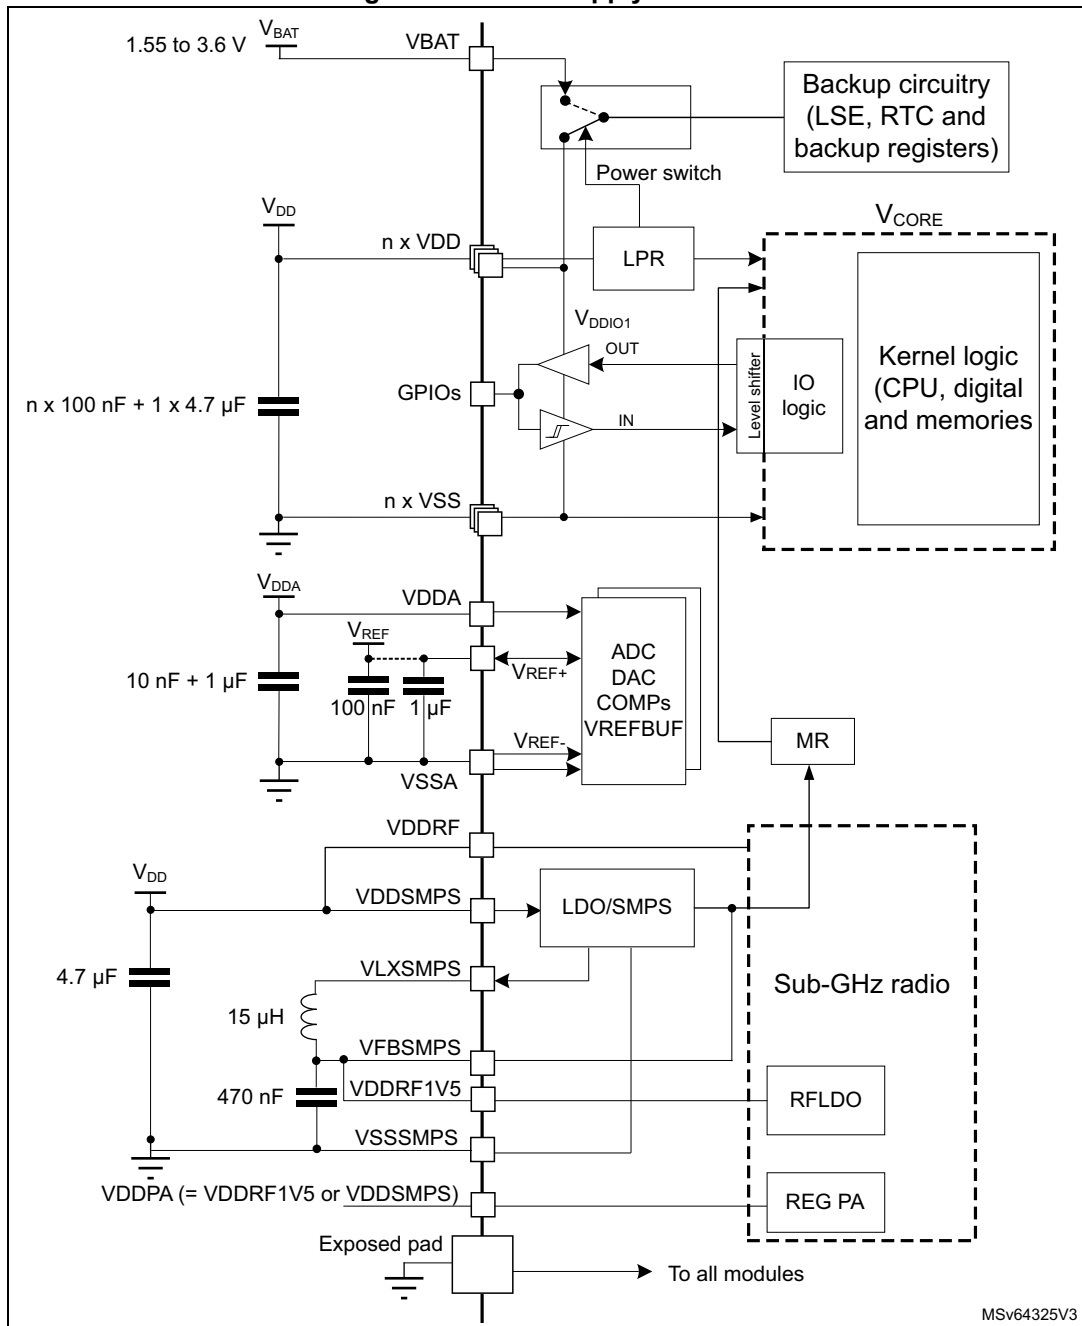 VBAT
1.55 to 3.6 V
VBAT
Backup circuitry
(LSE, RTC and
backup registers)
Power switch
VDD
VCORE
n x VDD
LPR
VDDIO1
OUT
Level shifter
IO
logic
Kernel logic
(CPU, digital
and memories
GPIOs
n x 100 nF + 1 x 4.7 µF
IN
n x VSS
VDDA
VDDA
VREF
ADC
DAC
COMPs
VREFBUF
VREF+
10 nF + 1 µF
100 nF
1 µF
VREF-
MR
VSSA
VDDRF
VDD
VDDSMPS
LDO/SMPS
4.7 µF
VLXSMPS
Sub-GHz radio
15 µH
VFBSMPS
470 nF
VDDRF1V5
RFLDO
VSSSMPS
VDDPA (= VDDRF1V5 or VDDSMPS)
REG PA
Exposed pad
To all modules
MSv64325V3